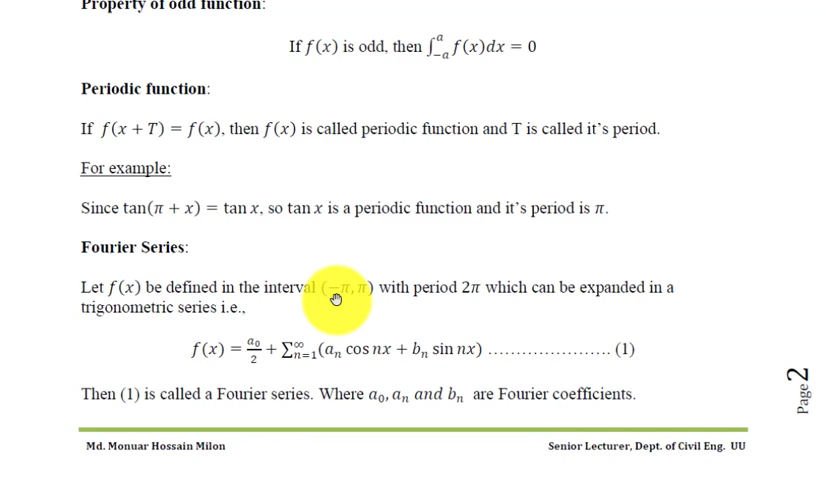 Property of odd function:
If f(x) is odd, then ∫₋ₐᵃ f(x)dx = 0
Periodic function:
If f(x + T) = f(x), then f(x) is called periodic function and T is called it's period.
For example:
Since tan(π + x) = tan x, so tan x is a periodic function and it's period is π.
Fourier Series:
Let f(x) be defined in the interval (−π, π) with period 2π which can be expanded in a
trigonometric series i.e.,
f(x) = a₀/2 + ∑ₙ₌₁^∞ (aₙ cos nx + bₙ sin nx) ...................... (1)
Then (1) is called a Fourier series. Where a₀, aₙ and bₙ are Fourier coefficients.
Page 2
Md. Monuar Hossain Milon Senior Lecturer, Dept. of Civil Eng. UU